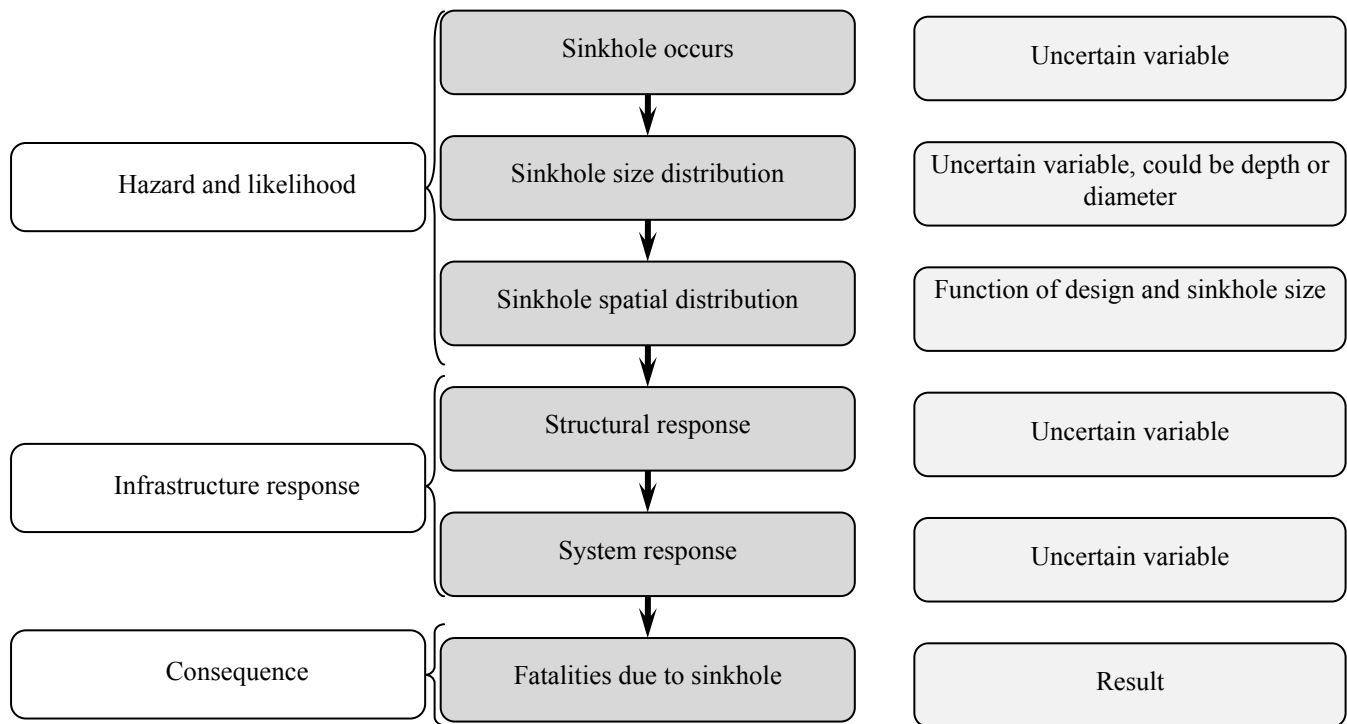 Sinkhole occurs
Uncertain variable
Hazard and likelihood
Sinkhole size distribution
Uncertain variable, could be depth or
diameter
Sinkhole spatial distribution
Function of design and sinkhole size
Structural response
Uncertain variable
Infrastructure response
System response
Uncertain variable
Consequence
Fatalities due to sinkhole
Result